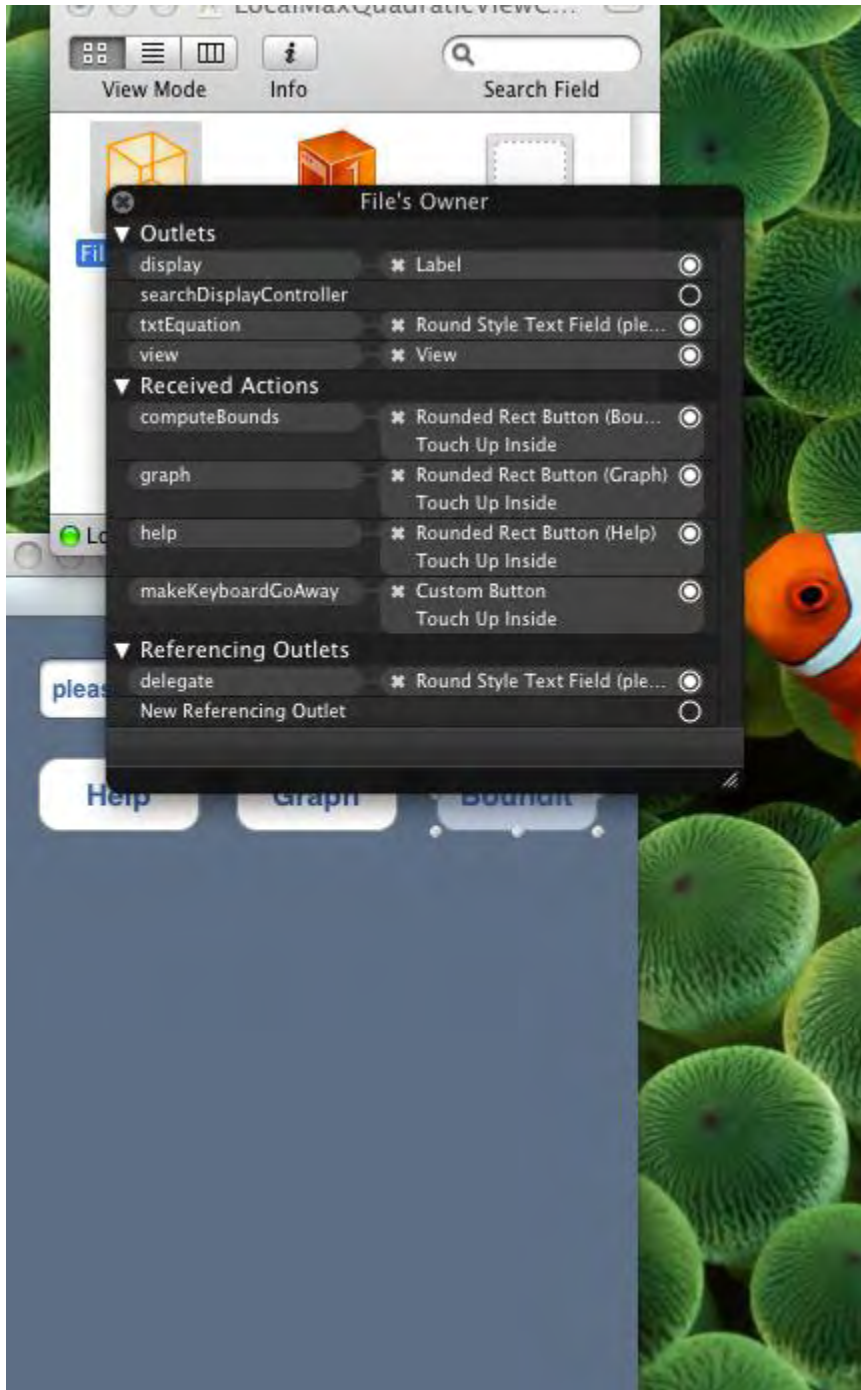 LocalMaxQuadraticViewC...
View Mode
Info
Search Field
File's Owner
Fil
Outlets
display
Label
searchDisplayController
txtEquation
Round Style Text Field (ple...
view
View
Received Actions
computeBounds
Rounded Rect Button (Bou...
Touch Up Inside
graph
Rounded Rect Button (Graph)
Touch Up Inside
Lo
help
Rounded Rect Button (Help)
Touch Up Inside
makeKeyboardGoAway
Custom Button
Touch Up Inside
Referencing Outlets
pleas
delegate
Round Style Text Field (ple...
New Referencing Outlet
Help
Graph
BoundIt